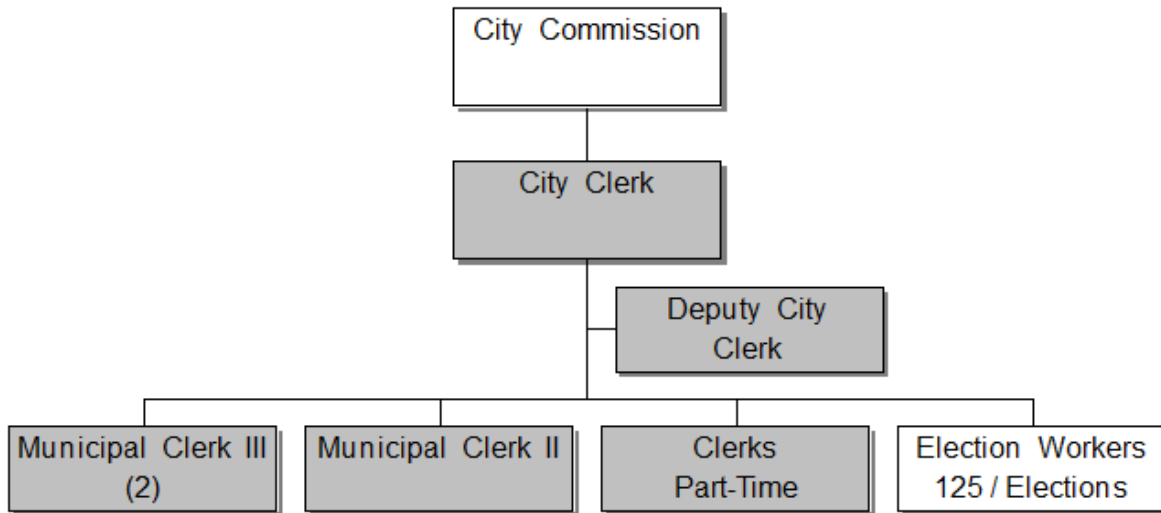 City Commission
City Clerk
Deputy City
Clerk
Municipal Clerk III
(2)
Municipal Clerk II
Clerks
Part-Time
Election Workers
125 / Elections